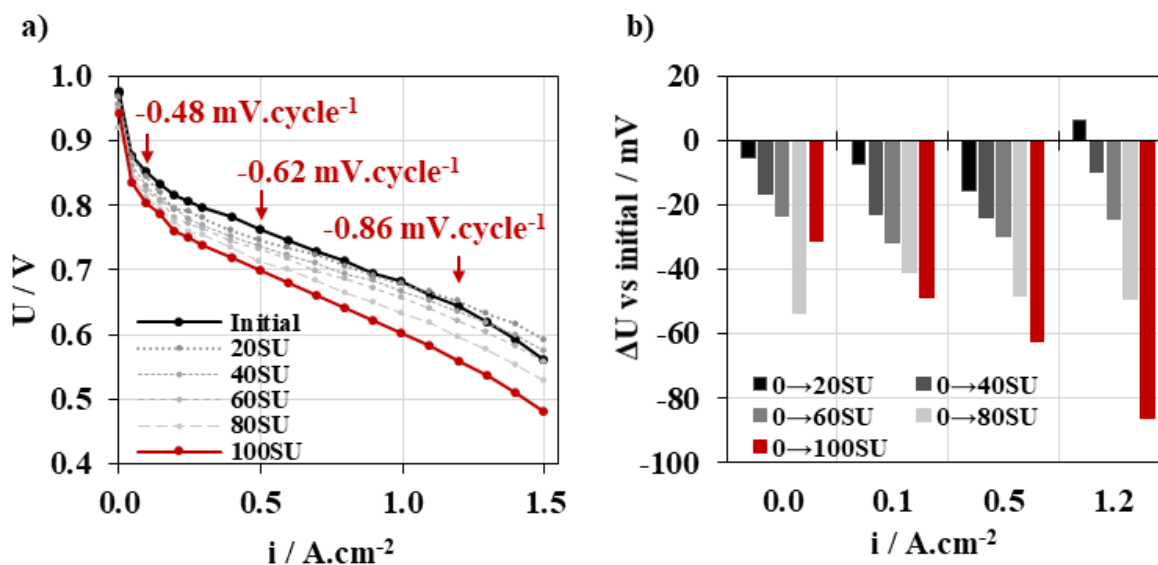 a)
U / V
1.0
0.9
0.8
0.7
0.6
0.5
0.4
-0.48 mV.cycle⁻¹
-0.62 mV.cycle⁻¹
-0.86 mV.cycle⁻¹
Initial
20SU
40SU
60SU
80SU
100SU
0.0 0.5 1.0 1.5
i / A.cm⁻²
b)
ΔU vs initial / mV
20
0
-20
-40
-60
-80
-100
0→20SU 0→40SU
0→60SU 0→80SU
0→100SU
0.0 0.1 0.5 1.2
i / A.cm⁻²